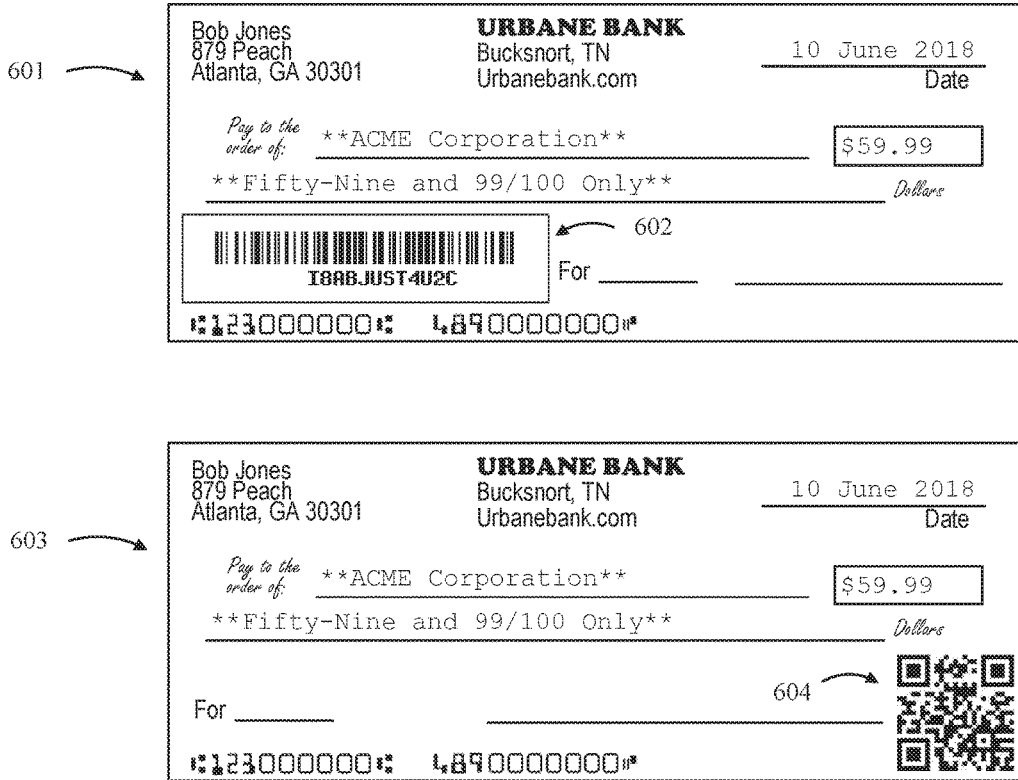 601
Bob Jones
879 Peach
Atlanta, GA 30301
URBANE BANK
Bucksnort, TN
Urbanebank.com
10 June 2018
Date
Pay to the
order of:
**ACME Corporation**
$59.99
**Fifty-Nine and 99/100 Only**
Dollars
602
I8ABJUST4U2C
For
⑆123000000⑆ 4890000000⑈
603
Bob Jones
879 Peach
Atlanta, GA 30301
URBANE BANK
Bucksnort, TN
Urbanebank.com
10 June 2018
Date
Pay to the
order of:
**ACME Corporation**
$59.99
**Fifty-Nine and 99/100 Only**
Dollars
604
For
⑆123000000⑆ 4890000000⑈